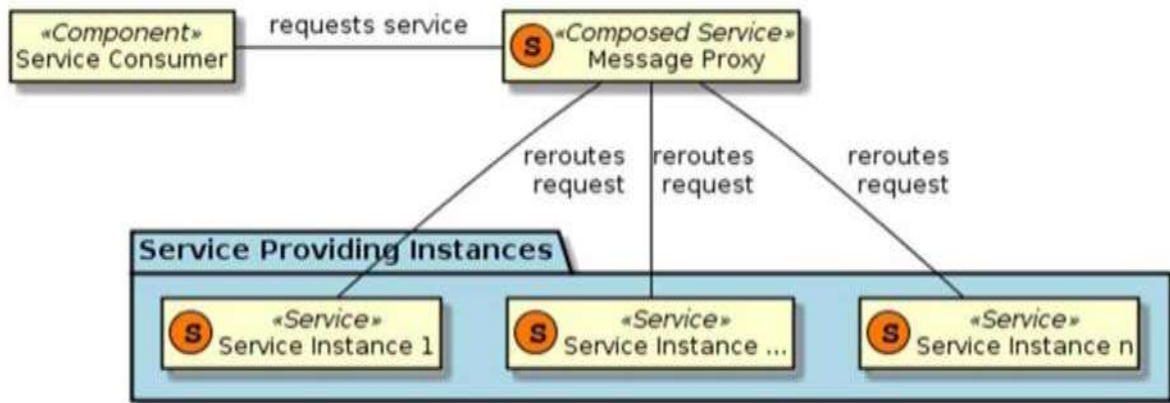 «Component»
Service Consumer
requests service
S
«Composed Service»
Message Proxy
reroutes
request
reroutes
request
reroutes
request
Service Providing Instances
S
«Service»
Service Instance 1
S
«Service»
Service Instance ...
S
«Service»
Service Instance n